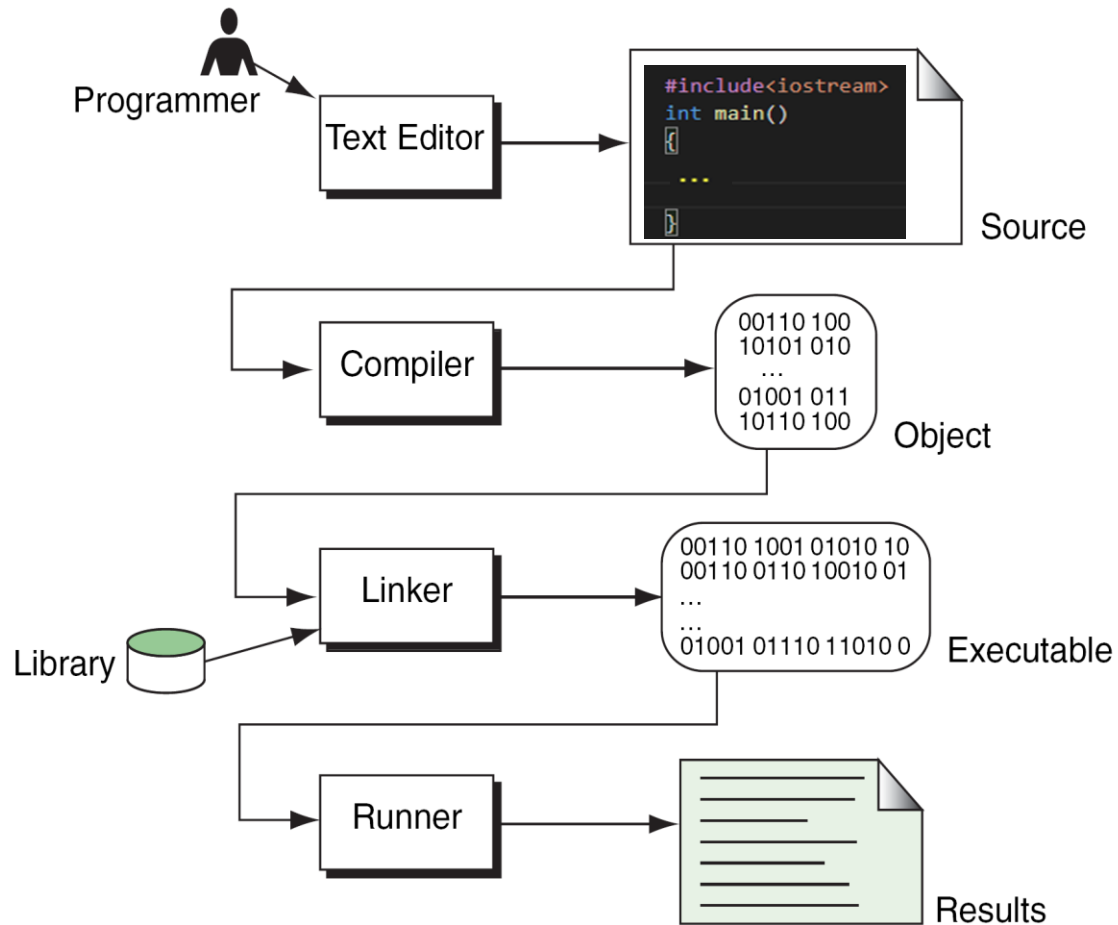 Programmer
Text Editor
#include<iostream>
int main()
{
...
}
Source
Compiler
00110 100
10101 010
...
01001 011
10110 100
Object
Linker
Library
00110 1001 01010 10
00110 0110 10010 01
...
...
01001 01110 11010 0
Executable
Runner
Results